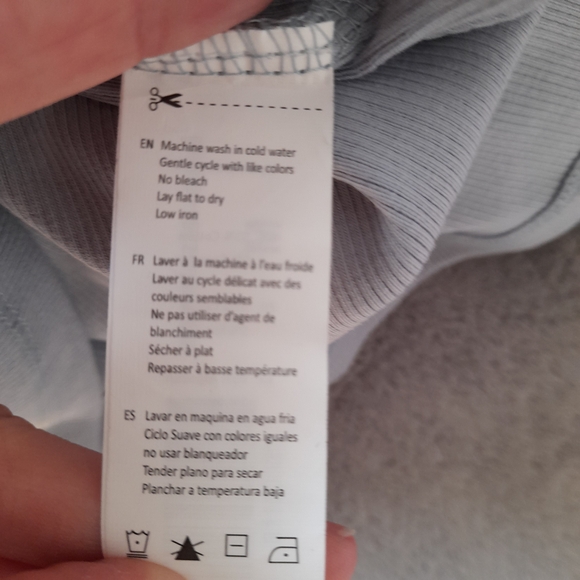 EN Machine wash in cold water
Gentle cycle with like colors
No bleach
Lay flat to dry
Low iron
FR Laver à la machine à l'eau froide
Laver au cycle délicat avec des
couleurs semblables
Ne pas utiliser d'agent de
blanchiment
Sécher à plat
Repasser à basse température
ES Lavar en maquina en agua fria
Ciclo Suave con colores iguales
no usar blanqueador
Tender plano para secar
Planchar a temperatura baja